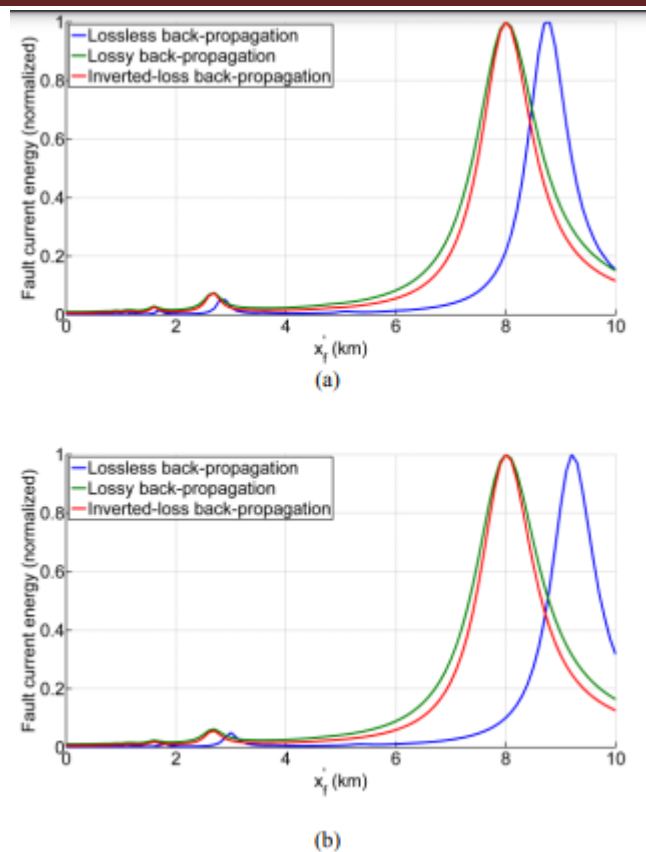 Fault current energy (normalized)
1
0.8
0.6
0.4
0.2
0
Lossless back-propagation
Lossy back-propagation
Inverted-loss back-propagation
0 2 4 6 8 10
x'f (km)
(a)
Fault current energy (normalized)
1
0.8
0.6
0.4
0.2
0
Lossless back-propagation
Lossy back-propagation
Inverted-loss back-propagation
0 2 4 6 8 10
x'f (km)
(b)